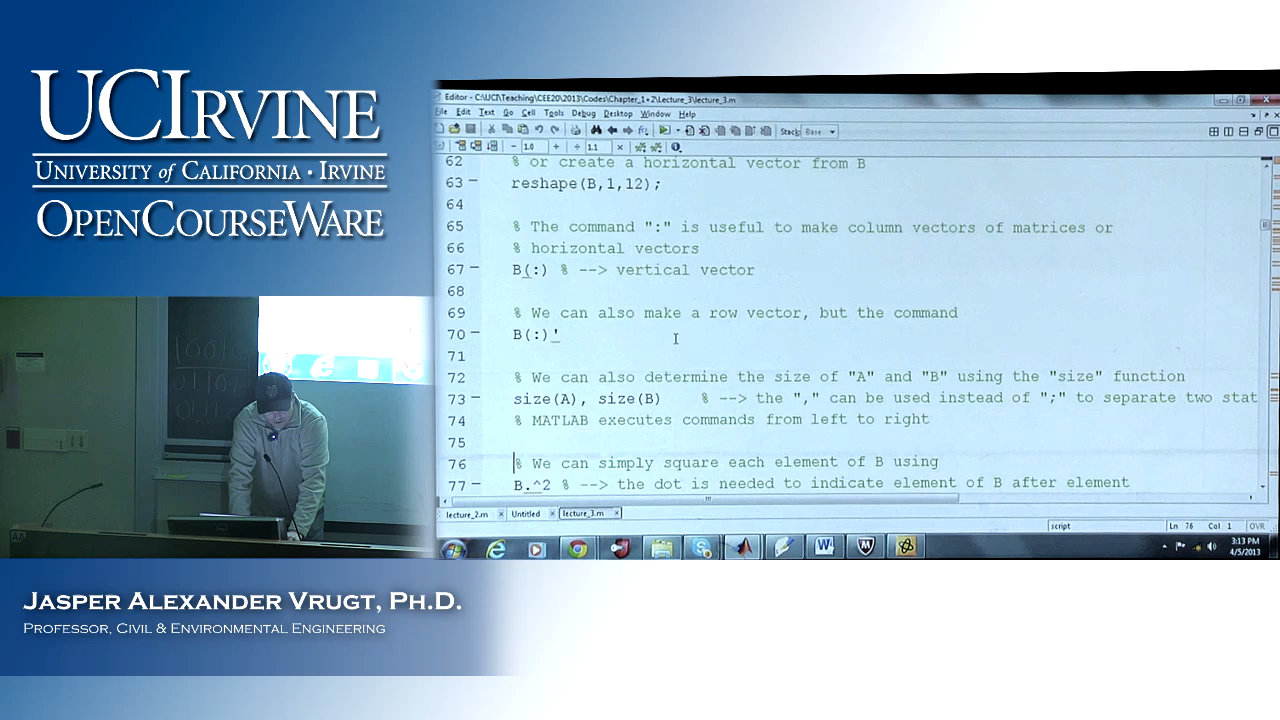 UCIRVINE
UNIVERSITY of CALIFORNIA · IRVINE
OPENCOURSEWARE
Editor - C:\UCI\Teaching\CEE20\2013\Codes\Chapter_1+2\Lecture_3\lecture_3.m
File Edit Text Go Cell Tools Debug Desktop Window Help
Stack: Base
1.0 1.1
62 % or create a horizontal vector from B
63 reshape(B,1,12);
64
65 % The command ":" is useful to make column vectors of matrices or
66 % horizontal vectors
67 B(:) % --> vertical vector
68
69 % We can also make a row vector, but the command
70 B(:)'
71
72 % We can also determine the size of "A" and "B" using the "size" function
73 size(A), size(B) % --> the "," can be used instead of ";" to separate two stat
74 % MATLAB executes commands from left to right
75
76 % We can simply square each element of B using
77 B.^2 % --> the dot is needed to indicate element of B after element
lecture_2.m × Untitled × lecture_3.m ×
script Ln 76 Col 1 OVR
3:13 PM
4/5/2013
JASPER ALEXANDER VRUGT, PH.D.
PROFESSOR, CIVIL & ENVIRONMENTAL ENGINEERING